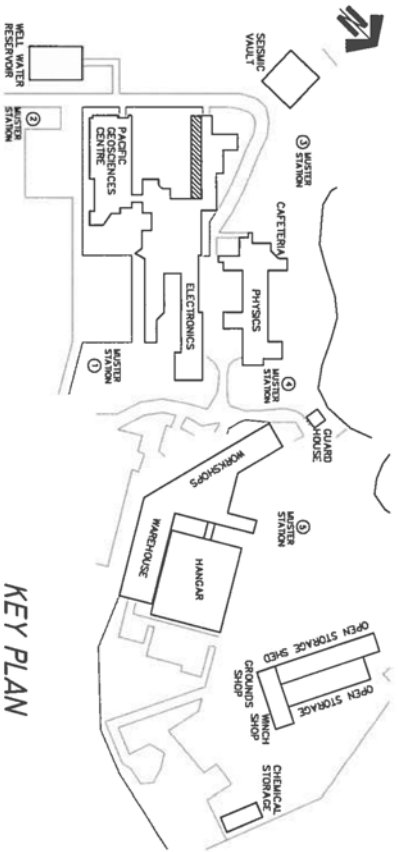 N
SEISMIC
VAULT
WELL WATER
RESERVOIR
MUSTER
STATION
2
MUSTER
STATION
3
PACIFIC
GEOSCIENCES
CENTRE
CAFETERIA
PHYSICS
ELECTRONICS
MUSTER
STATION
1
MUSTER
STATION
4
GUARD
HOUSE
WORKSHOPS
WAREHOUSE
HANGAR
MUSTER
STATION
5
OPEN STORAGE SHED
OPEN STORAGE
GROUNDS
SHOP
WINCH
SHOP
CHEMICAL
STORAGE
KEY PLAN